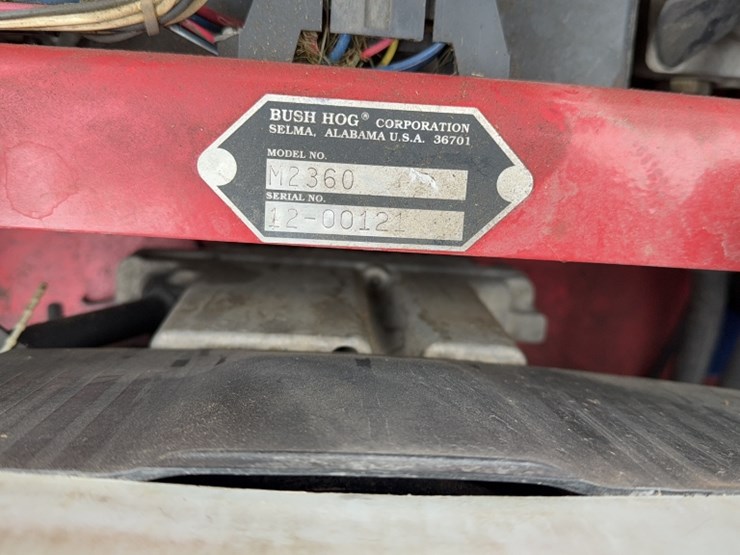 BUSH HOG® CORPORATION
SELMA, ALABAMA U.S.A. 36701
MODEL NO.
M2360
SERIAL NO.
12-00121